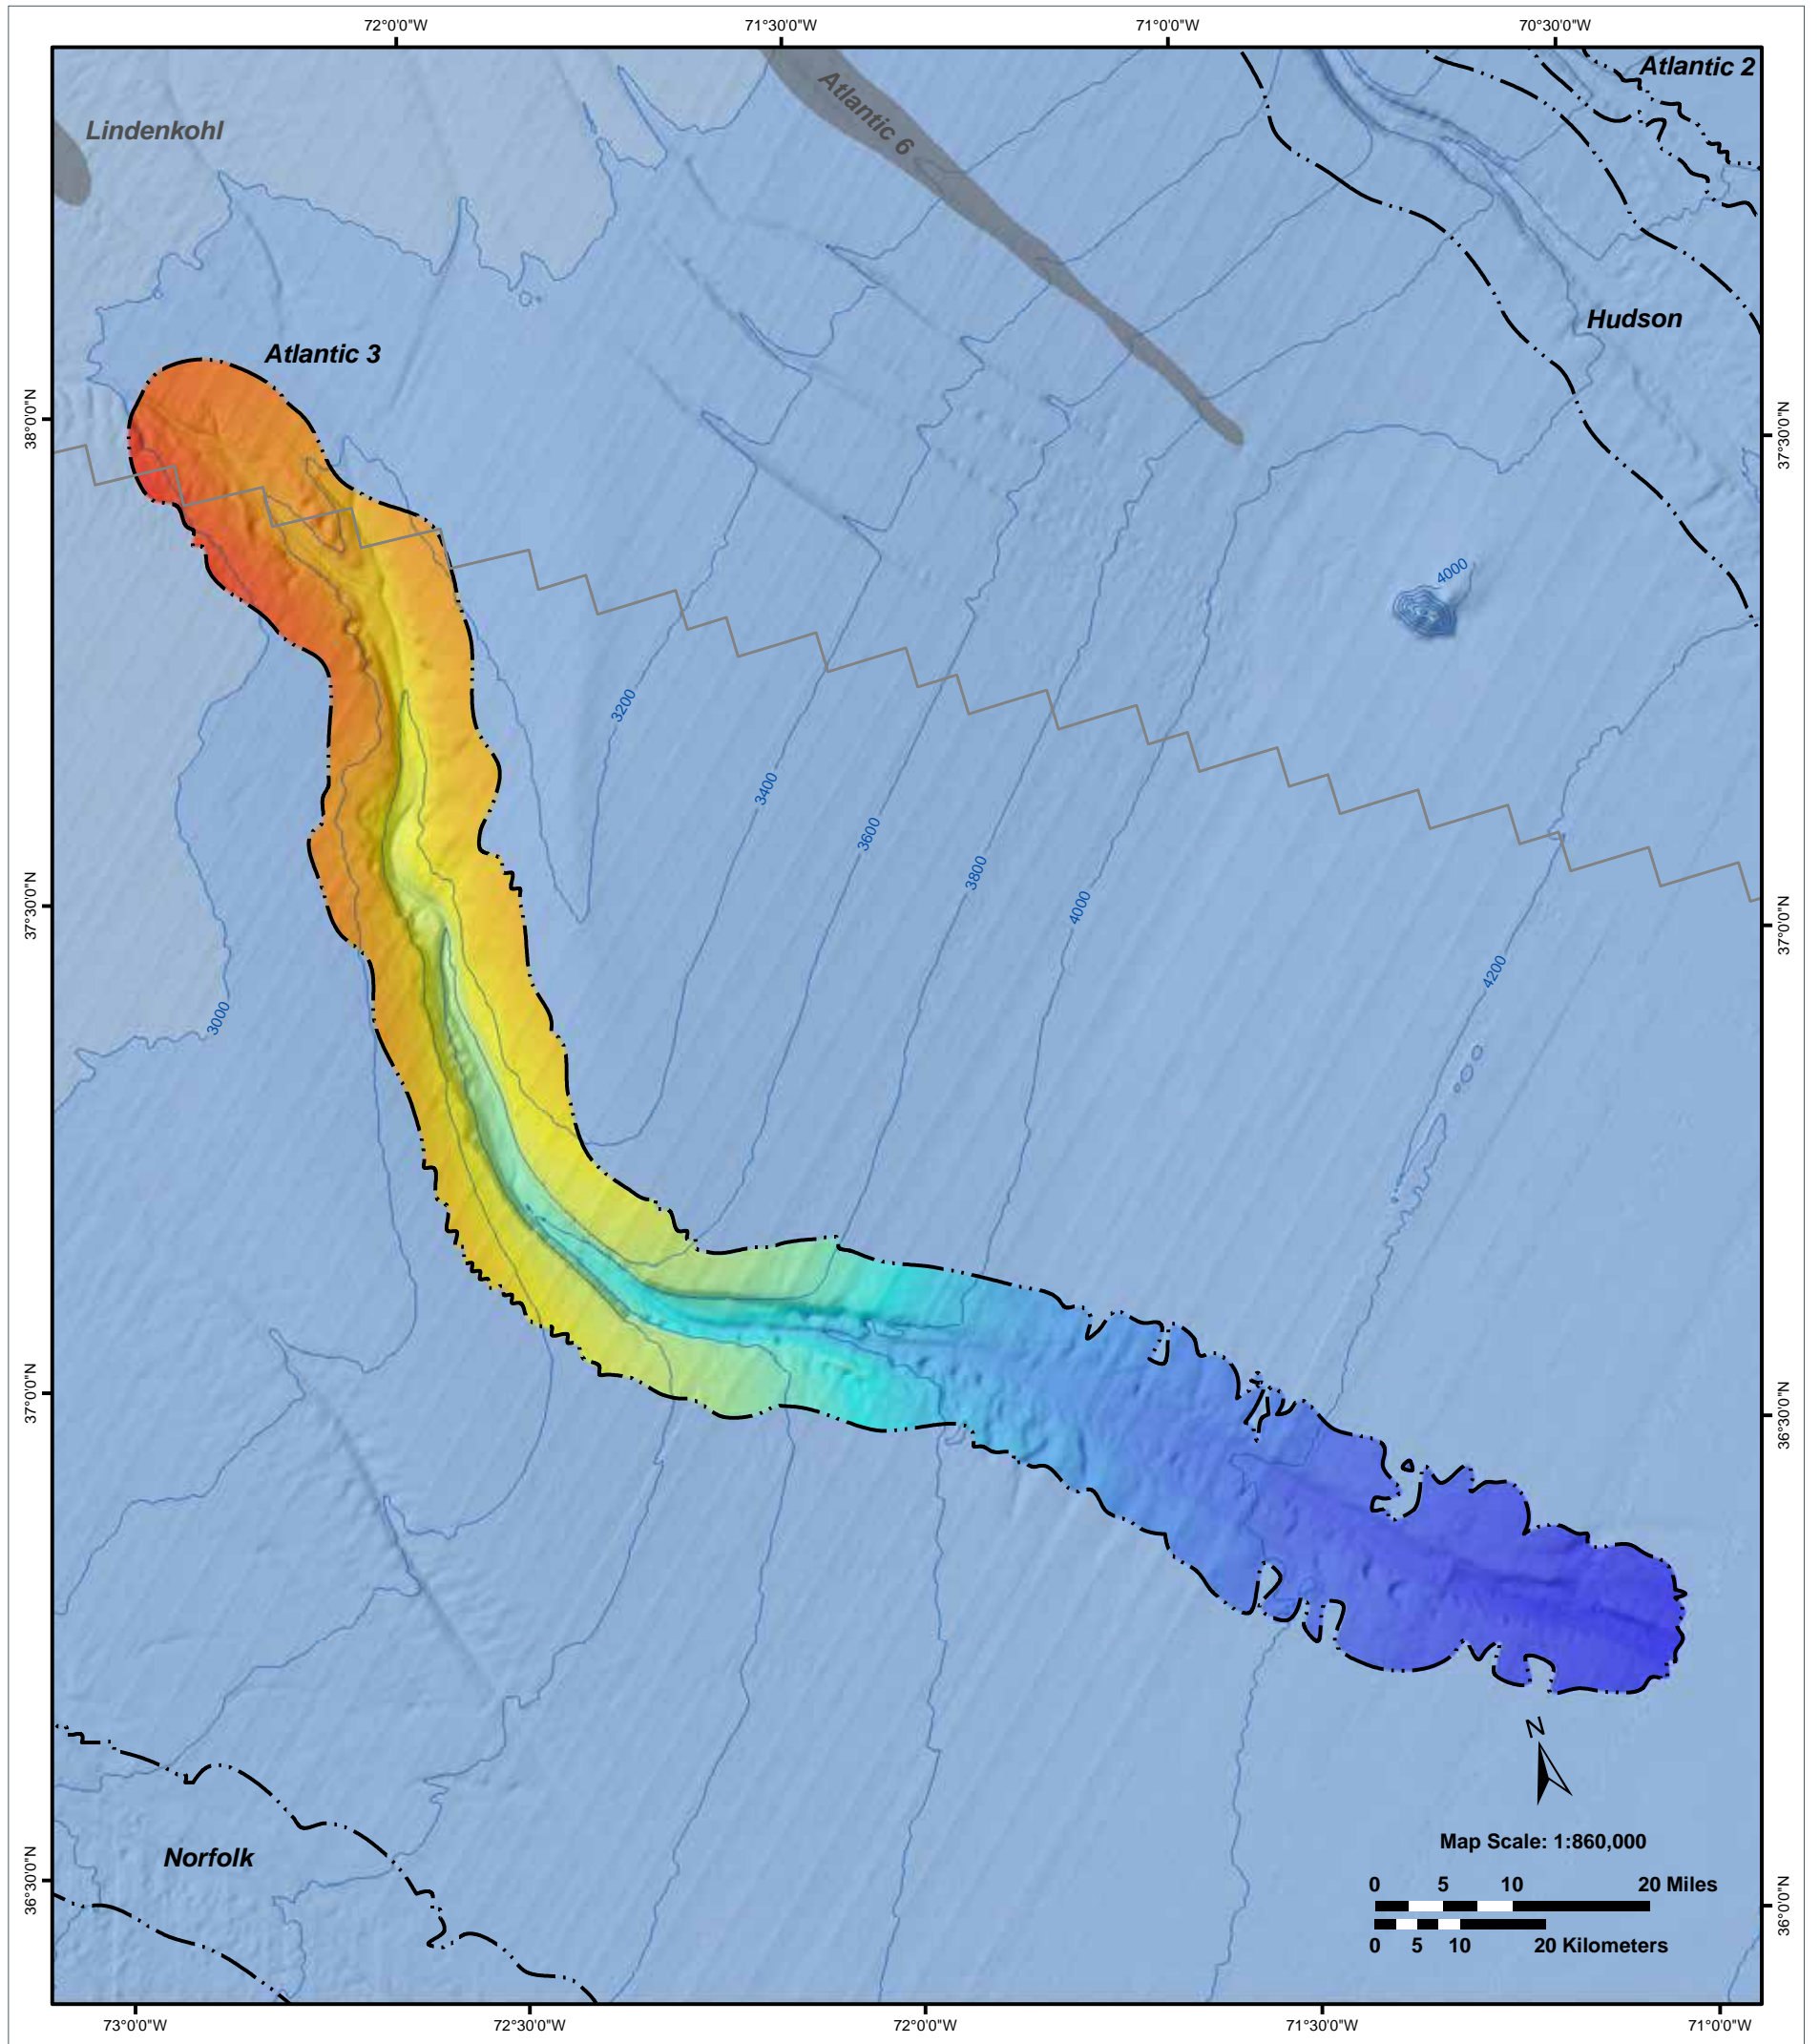 72°0'0"W
71°30'0"W
71°0'0"W
70°30'0"W
Atlantic 2
Atlantic 6
Lindenkohl
Hudson
Atlantic 3
38°0'0"N
37°30'0"N
4000
3200
3400
3600
3800
4000
37°30'0"N
37°0'0"N
4200
3000
37°0'0"N
36°30'0"N
N
Map Scale: 1:860,000
Norfolk
0 5 10 20 Miles
0 5 10 20 Kilometers
36°30'0"N
36°0'0"N
73°0'0"W
72°30'0"W
72°0'0"W
71°30'0"W
71°0'0"W